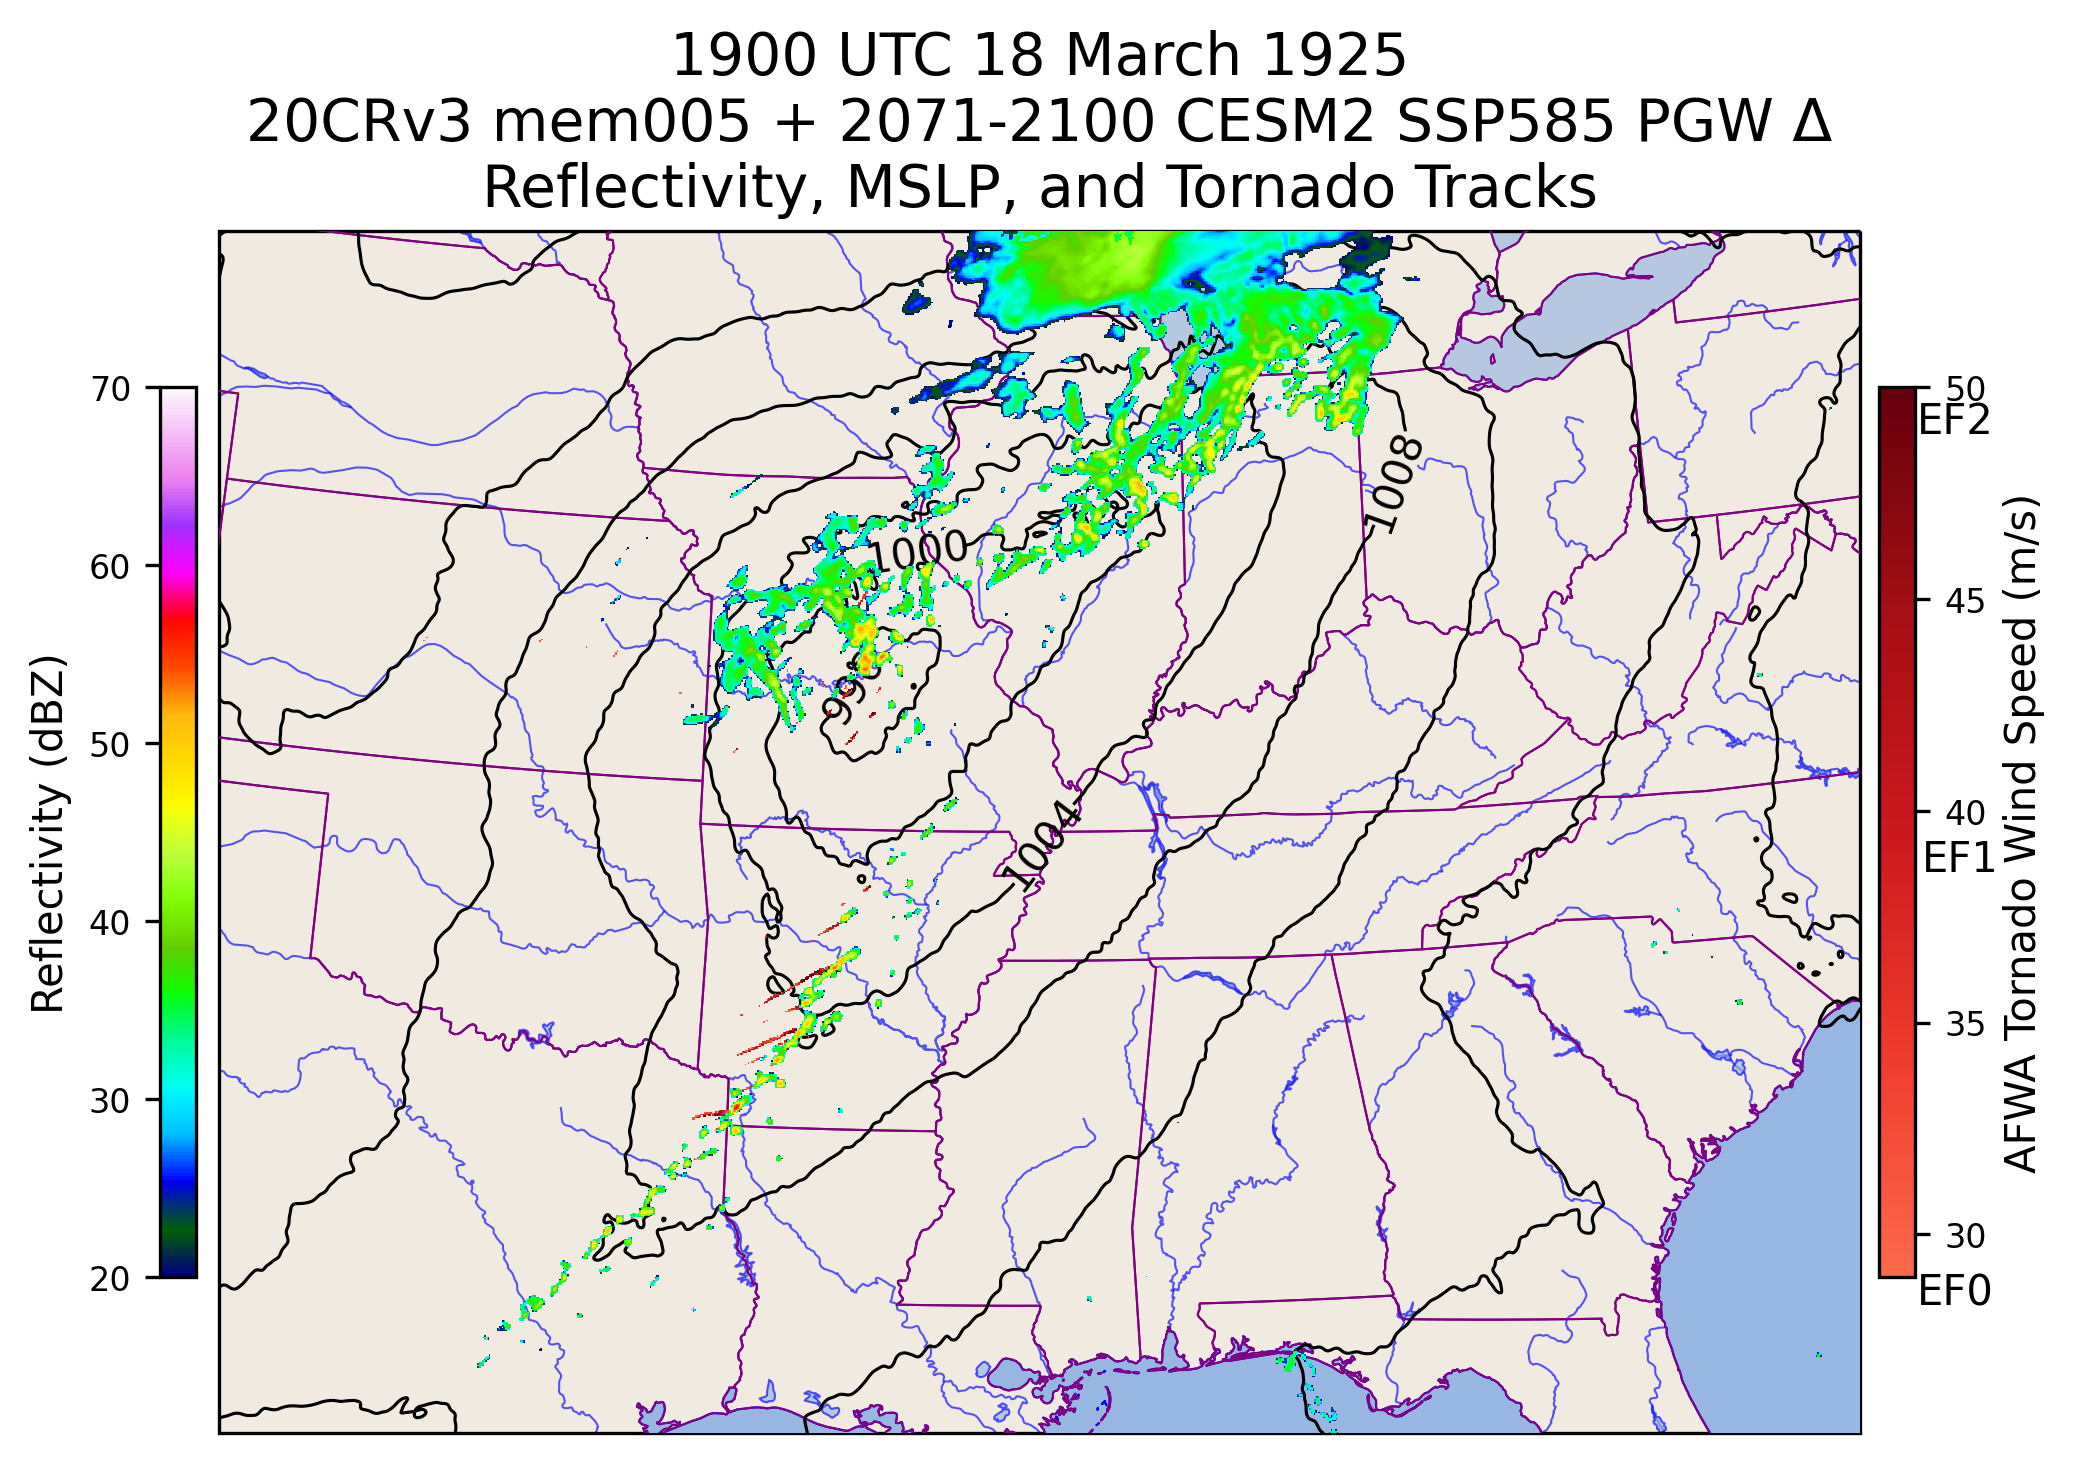 1900 UTC 18 March 1925
20CRv3 mem005 + 2071-2100 CESM2 SSP585 PGW Δ
Reflectivity, MSLP, and Tornado Tracks
70
60
50
40
30
20
Reflectivity (dBZ)
1008
1000
1004
50
EF2
45
40
EF1
35
30
EF0
AFWA Tornado Wind Speed (m/s)